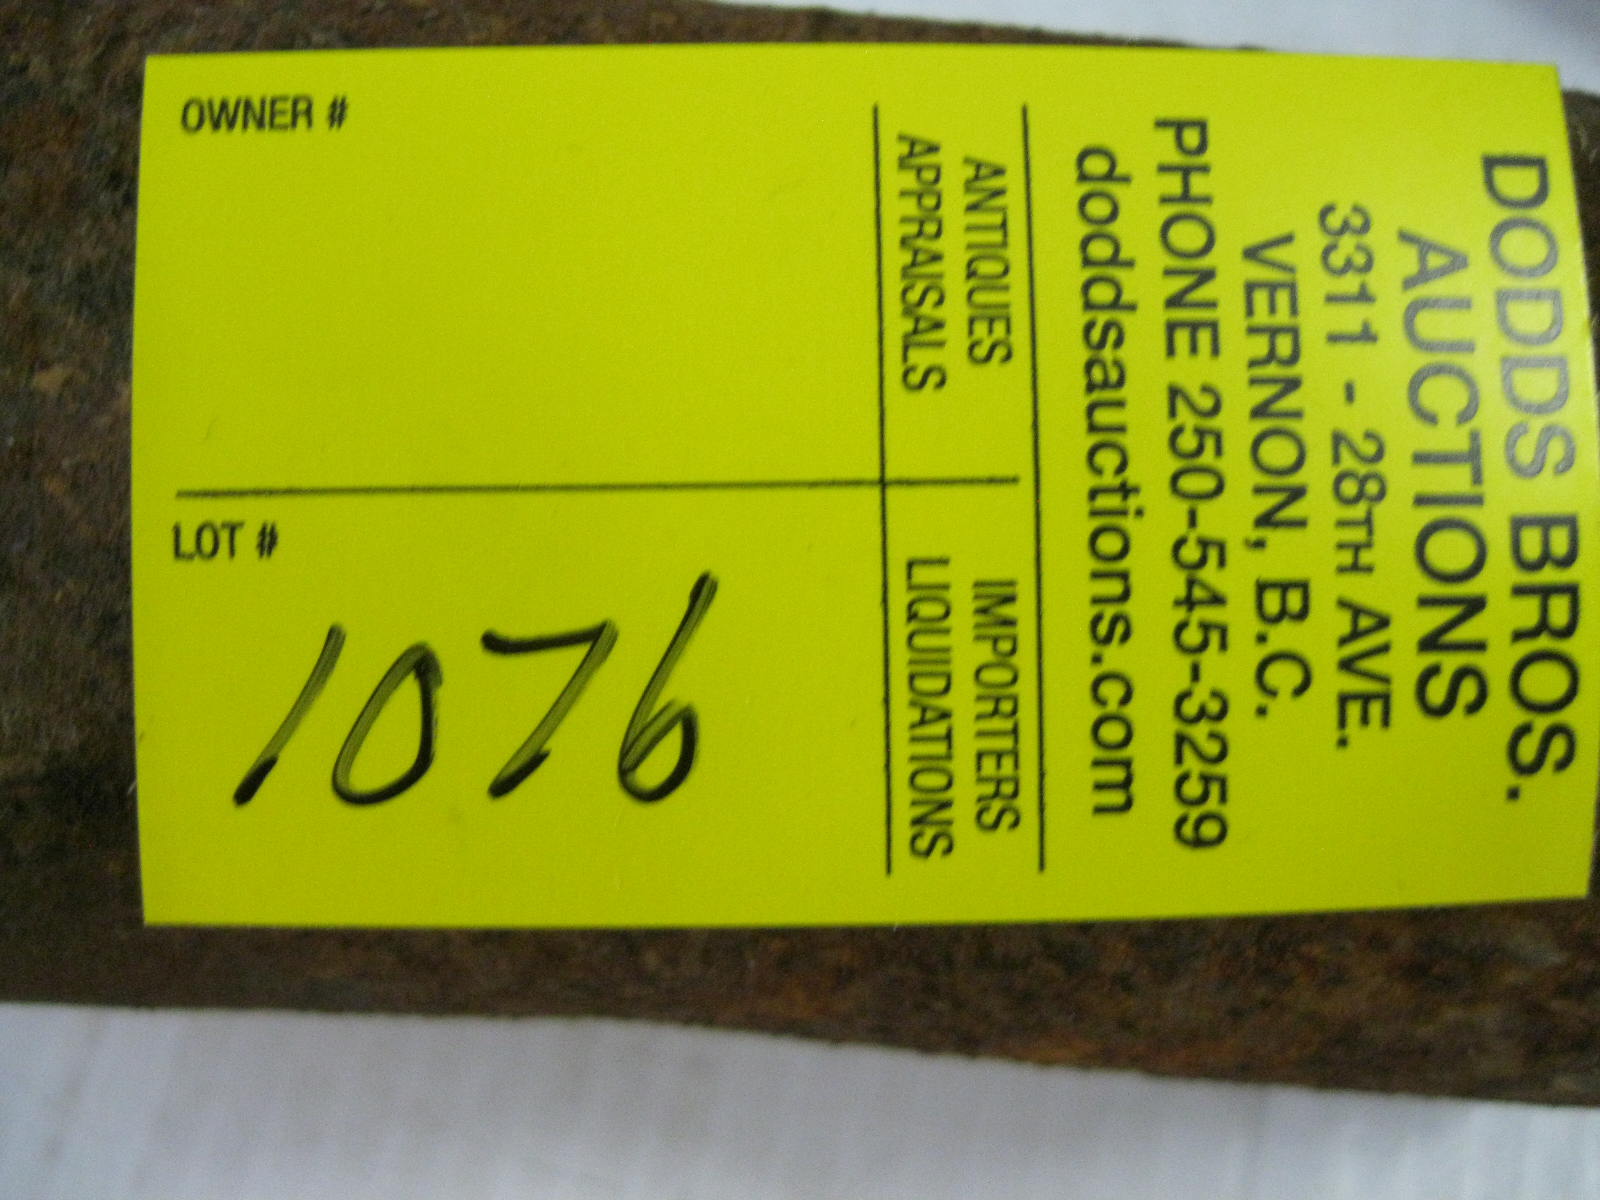 DODDS BROS.
AUCTIONS
3311 - 28TH AVE.
VERNON, B.C.
PHONE 250-545-3259
doddsauctions.com
ANTIQUES IMPORTERS
APPRAISALS LIQUIDATIONS
OWNER #
LOT #
1076